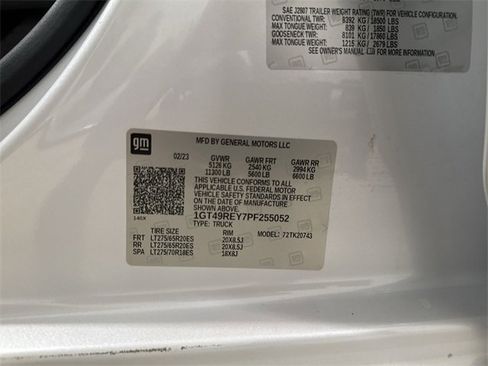 SAE J2807 TRAILER WEIGHT RATING (TWR) FOR VEHICLE CONFIGURATION.
CONVENTIONAL TWR: 8392 KG / 18500 LBS
MAX TONGUE WEIGHT: 839 KG / 1850 LBS
GOOSENECK TWR: 8101 KG / 17860 LBS
MAX TONGUE WEIGHT: 1215 KG / 2679 LBS
SEE OWNER'S MANUAL FOR MORE INFORMATION
gm
MFD BY GENERAL MOTORS LLC
02/23 GVWR GAWR FRT GAWR RR
5126 KG 2540 KG 2994 KG
11300 LB 5600 LB 6600 LB
THIS VEHICLE CONFORMS TO ALL
APPLICABLE U.S. FEDERAL MOTOR
VEHICLE SAFETY STANDARDS IN EFFECT
ON THE DATE OF MANUFACTURE
SHOWN ABOVE.
1GT49REY7PF255052
TYPE: TRUCK
TIRE SIZE RIM MODEL: 72TK20743
FRT LT275/65R20ES 20X8.5J
RR LT275/65R20ES 20X8.5J
SPA LT275/70R18ES 18X8J